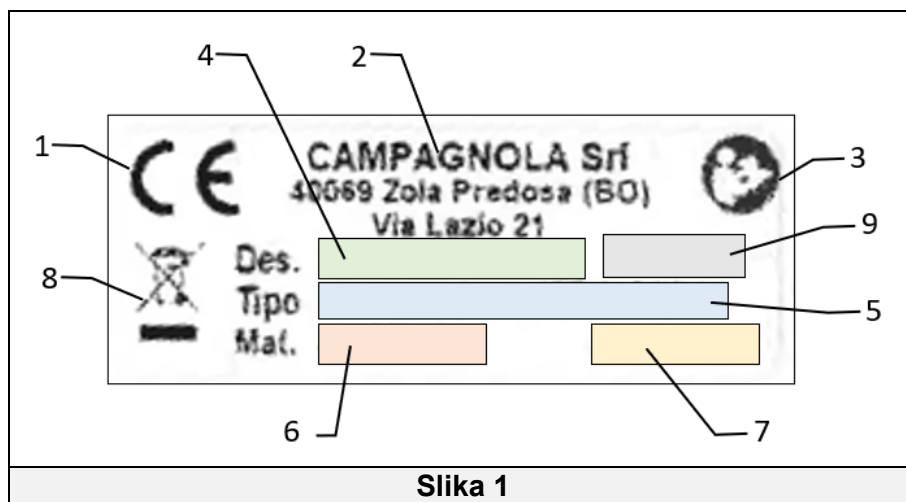 4 2
1 CE CAMPAGNOLA Srl 3
40069 Zola Predosa (BO)
Via Lazio 21 9
8 Des.
Tipo 5
Mat.
6 7
Slika 1